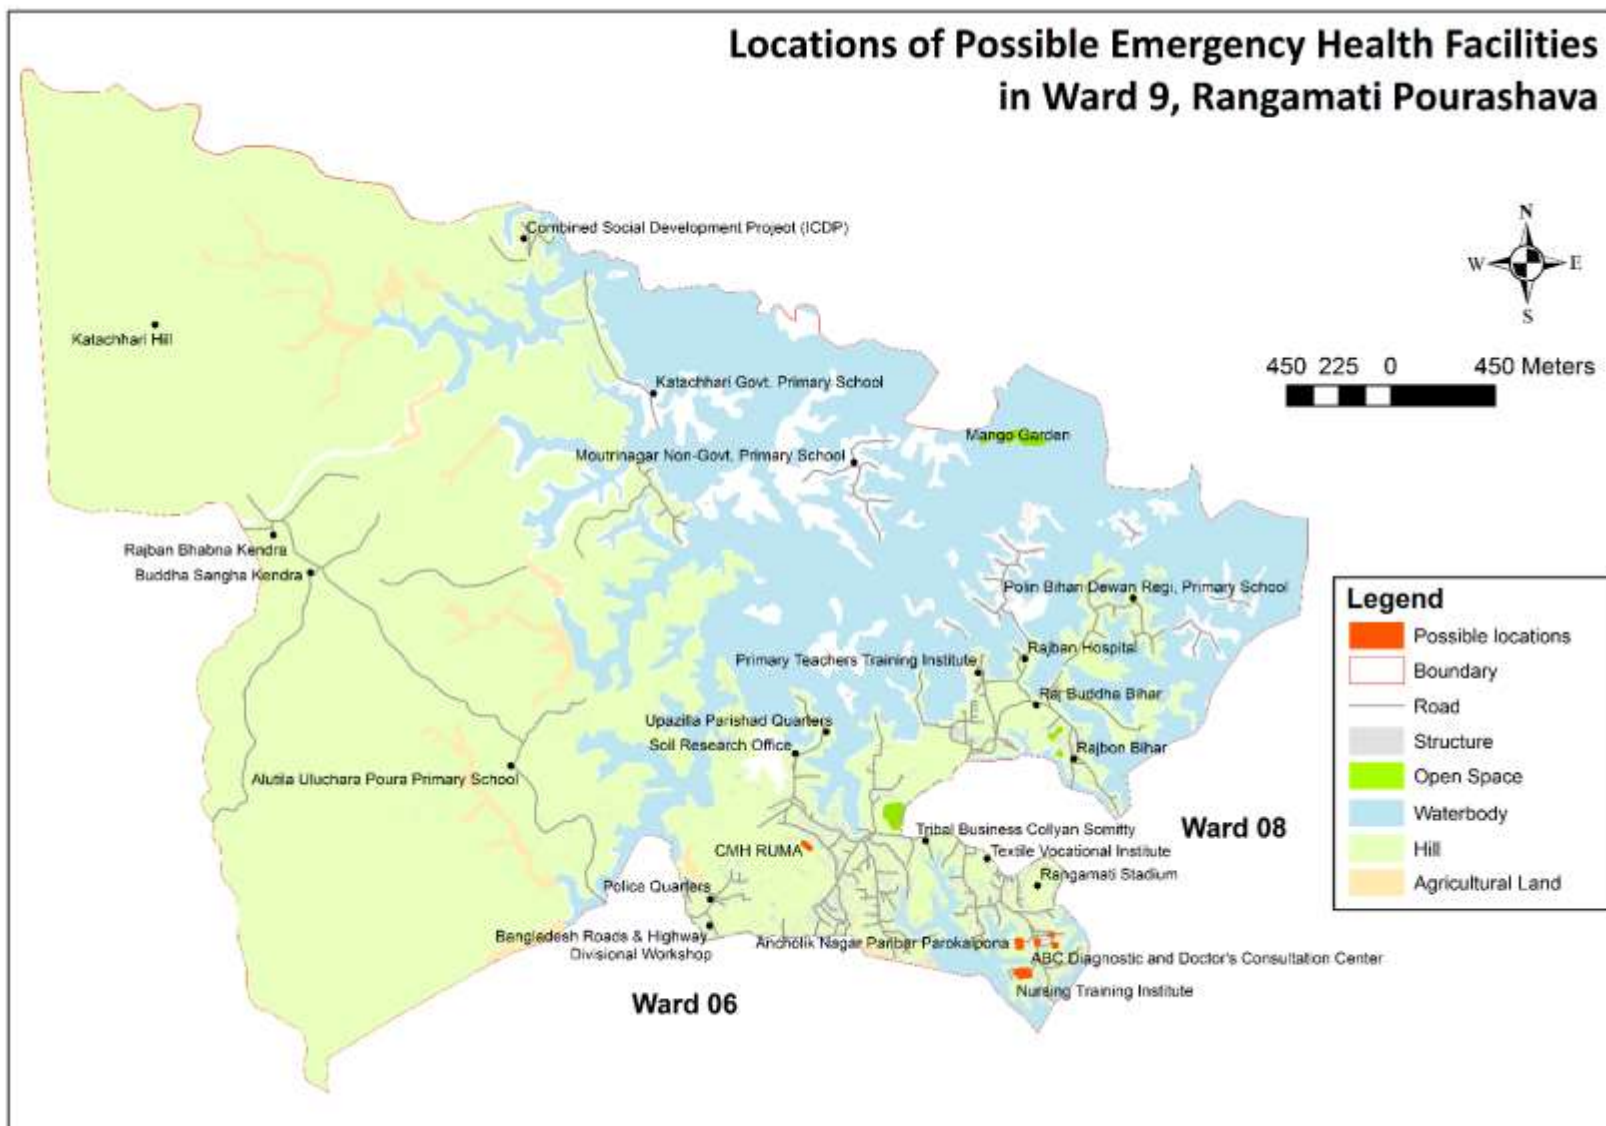 Locations of Possible Emergency Health Facilities
in Ward 9, Rangamati Pourashava
N
W E
S
450 225 0 450 Meters
Combined Social Development Project (ICDP)
Katachhari Hill
Katachhari Govt. Primary School
Mango Garden
Moutrinagar Non-Govt. Primary School
Rajban Bhabna Kendra
Buddha Sangha Kendra
Polin Bihari Dewan Regi, Primary School
Rajban Hospital
Primary Teachers Training Institute
Raj Buddha Bihar
Upazilla Parishad Quarters
Soil Research Office
Rajbon Bihar
Alutila Uluchara Poura Primary School
Tribal Business Collyan Somitty
Ward 08
CMH RUMA
Textile Vocational Institute
Rangamati Stadium
Police Quarters
Bangladesh Roads & Highway
Divisional Workshop
Ancholik Nagar Paribar Parokalpona
ABC Diagnostic and Doctor's Consultation Center
Nursing Training Institute
Ward 06
Legend
Possible locations
Boundary
Road
Structure
Open Space
Waterbody
Hill
Agricultural Land